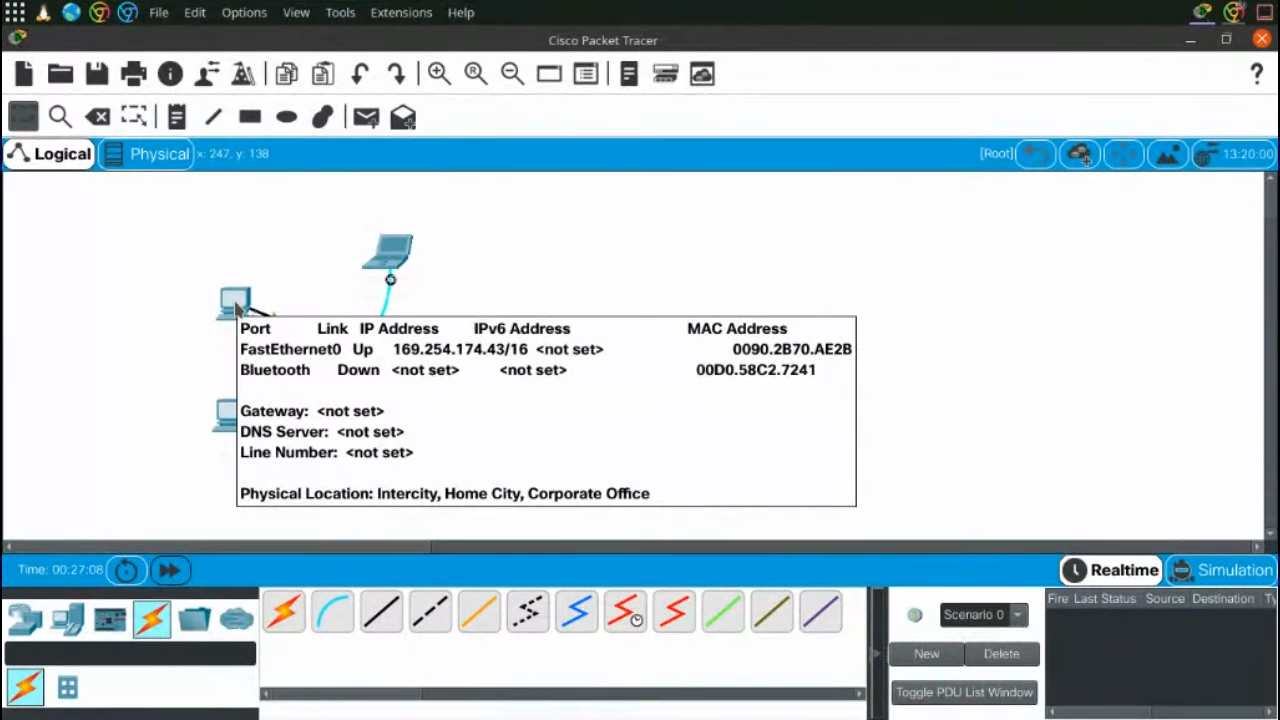 File Edit Options View Tools Extensions Help
Cisco Packet Tracer
?
Logical Physical x: 247, y: 138 [Root] 13:20:00
Port Link IP Address IPv6 Address MAC Address
FastEthernet0 Up 169.254.174.43/16 <not set> 0090.2B70.AE2B
Bluetooth Down <not set> <not set> 00D0.58C2.7241
Gateway: <not set>
DNS Server: <not set>
Line Number: <not set>
Physical Location: Intercity, Home City, Corporate Office
Time: 00:27:08 Realtime Simulation
Scenario 0 Fire Last Status Source Destination Ty
New Delete
Toggle PDU List Window